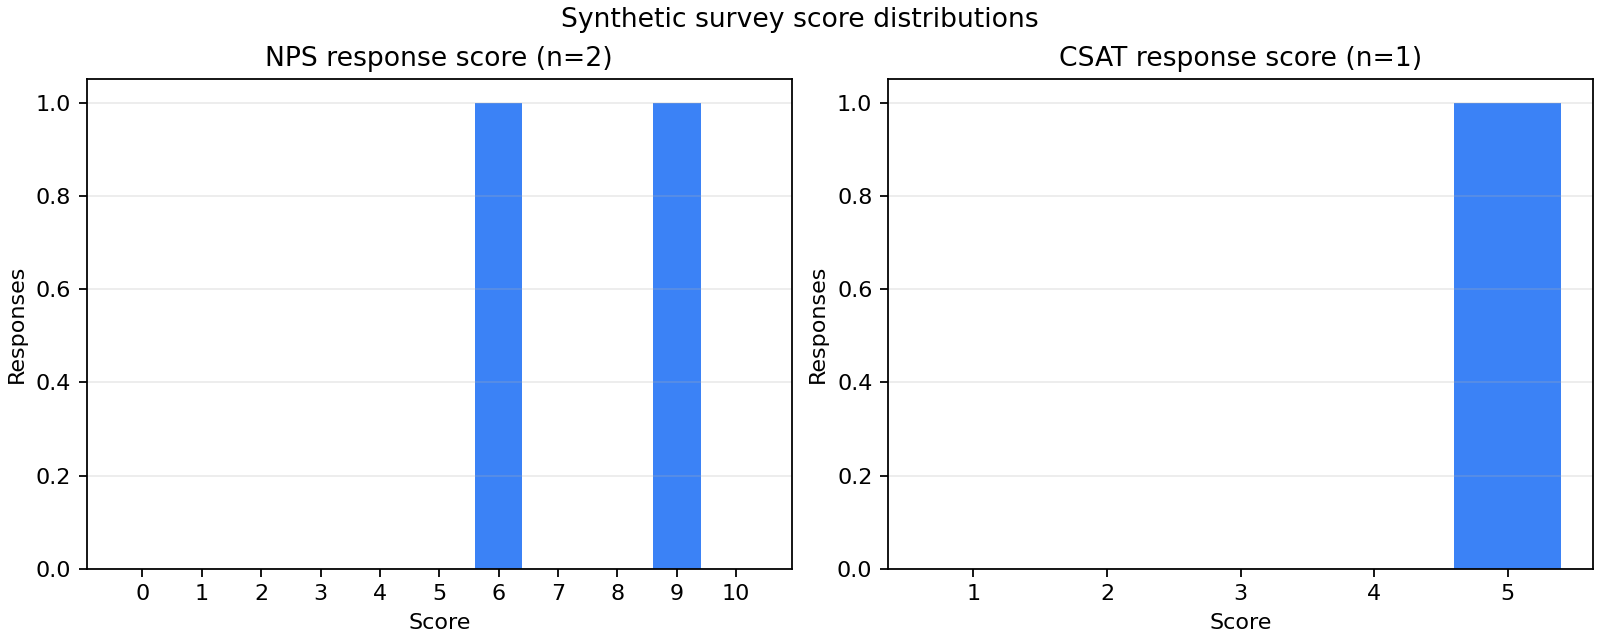 Synthetic survey score distributions
NPS response score (n=2)
1.0
0.8
0.6
0.4
0.2
0.0
Responses
0 1 2 3 4 5 6 7 8 9 10
Score
CSAT response score (n=1)
1.0
0.8
0.6
0.4
0.2
0.0
Responses
1 2 3 4 5
Score